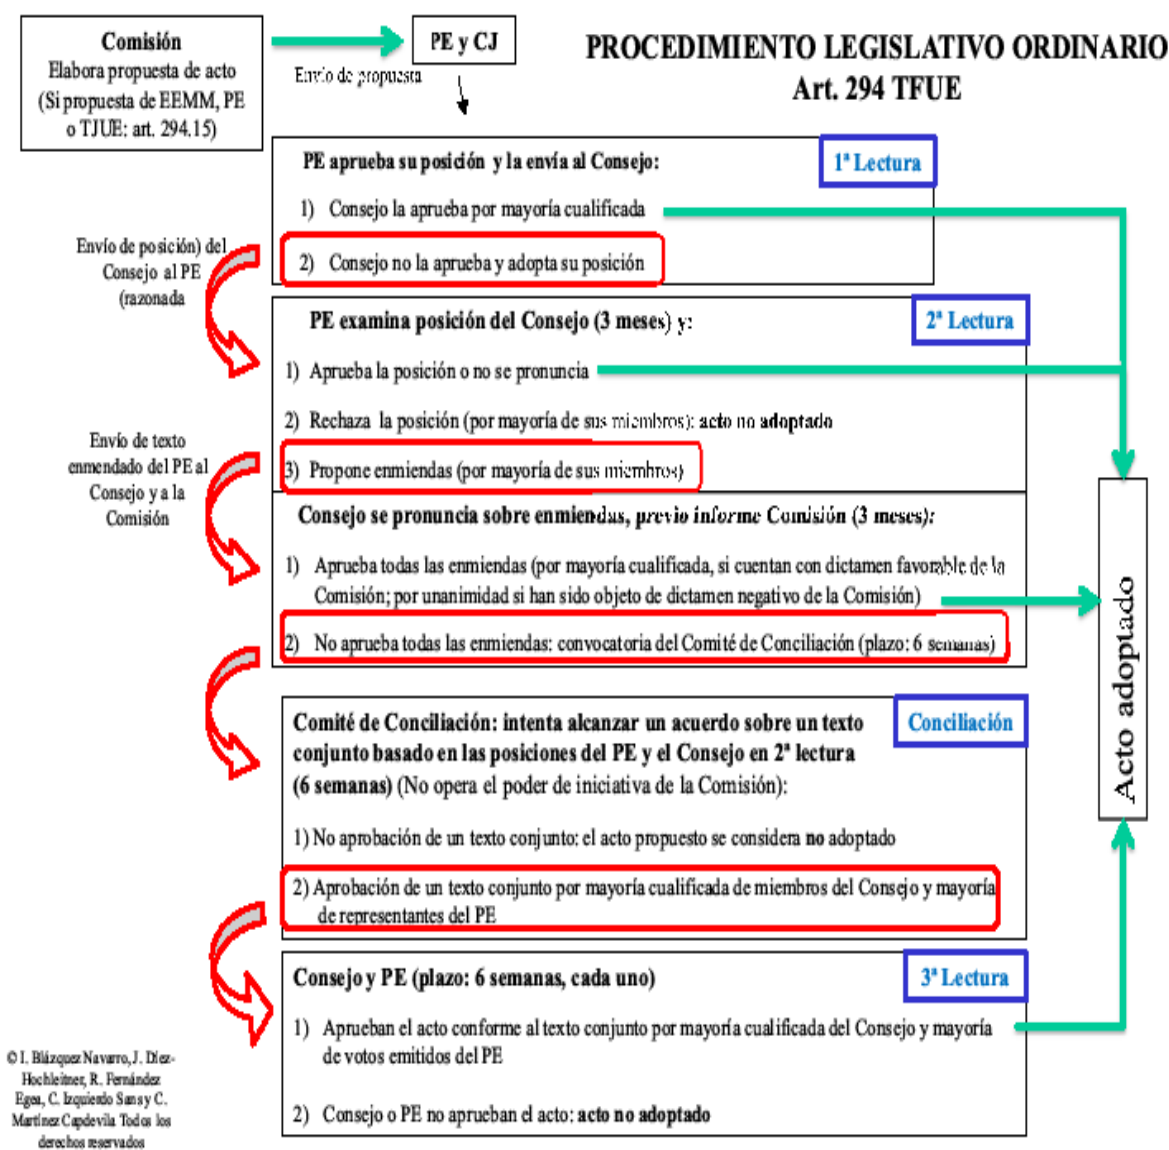 Comisión
Elabora propuesta de acto
(Si propuesta de EEMM, PE
o TJUE: art. 294.15)
PE y CJ
Envío de propuesta
PROCEDIMIENTO LEGISLATIVO ORDINARIO
Art. 294 TFUE
1ª Lectura
PE aprueba su posición y la envía al Consejo:
1) Consejo la aprueba por mayoría cualificada
2) Consejo no la aprueba y adopta su posición
Envío de posición) del
Consejo al PE
(razonada
2ª Lectura
PE examina posición del Consejo (3 meses) y:
1) Aprueba la posición o no se pronuncia
2) Rechaza la posición (por mayoría de sus miembros): acto no adoptado
3) Propone enmiendas (por mayoría de sus miembros)
Envío de texto
enmendado del PE al
Consejo y a la
Comisión
Consejo se pronuncia sobre enmiendas, previo informe Comisión (3 meses):
1) Aprueba todas las enmiendas (por mayoría cualificada, si cuentan con dictamen favorable de la
Comisión; por unanimidad si han sido objeto de dictamen negativo de la Comisión)
2) No aprueba todas las enmiendas: convocatoria del Comité de Conciliación (plazo: 6 semanas)
Acto adoptado
Conciliación
Comité de Conciliación: intenta alcanzar un acuerdo sobre un texto
conjunto basado en las posiciones del PE y el Consejo en 2ª lectura
(6 semanas) (No opera el poder de iniciativa de la Comisión):
1) No aprobación de un texto conjunto: el acto propuesto se considera no adoptado
2) Aprobación de un texto conjunto por mayoría cualificada de miembros del Consejo y mayoría
de representantes del PE
3ª Lectura
Consejo y PE (plazo: 6 semanas, cada uno)
1) Aprueban el acto conforme al texto conjunto por mayoría cualificada del Consejo y mayoría
de votos emitidos del PE
2) Consejo o PE no aprueban el acto: acto no adoptado
© I. Blázquez Navarro, J. Díez-
Hochleitner, R. Fernández
Egea, C. Izquierdo Sans y C.
Martínez Capdevila Todos los
derechos reservados